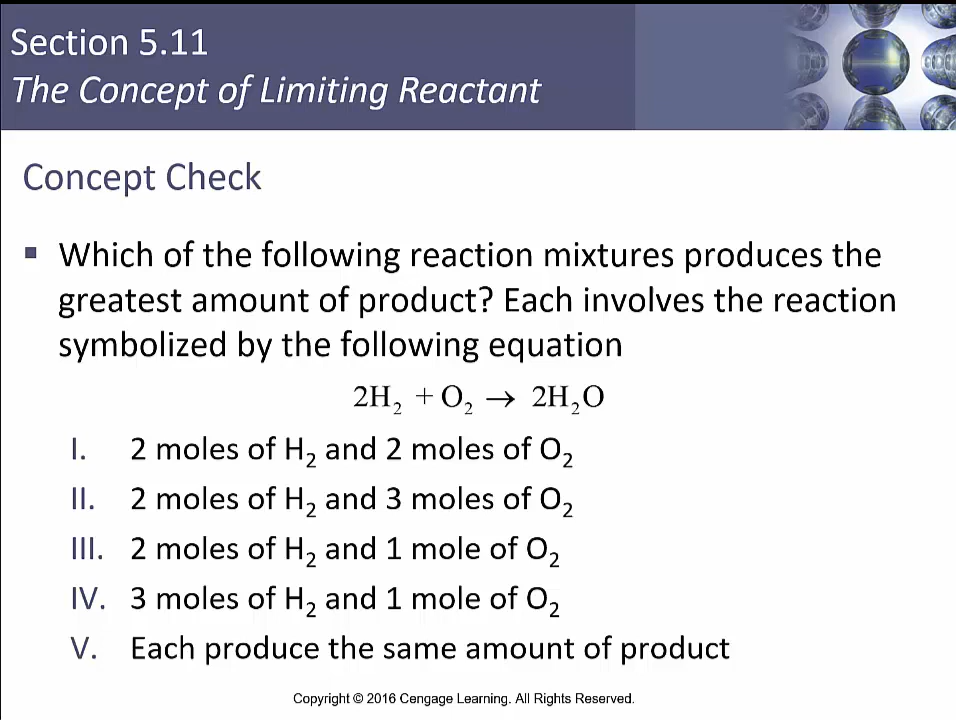 Section 5.11
The Concept of Limiting Reactant
Concept Check
▪ Which of the following reaction mixtures produces the
greatest amount of product? Each involves the reaction
symbolized by the following equation
2H₂ + O₂ → 2H₂O
I. 2 moles of H₂ and 2 moles of O₂
II. 2 moles of H₂ and 3 moles of O₂
III. 2 moles of H₂ and 1 mole of O₂
IV. 3 moles of H₂ and 1 mole of O₂
V. Each produce the same amount of product
Copyright © 2016 Cengage Learning. All Rights Reserved.